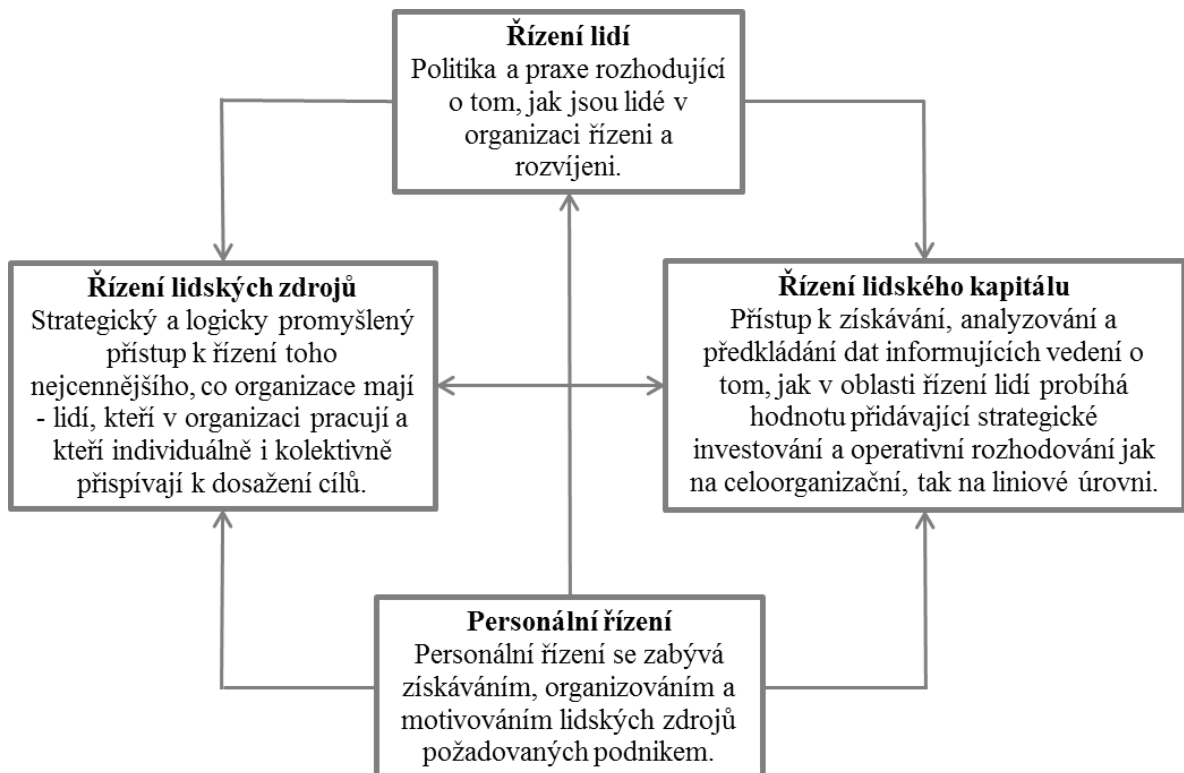 Řízení lidí
Politika a praxe rozhodující
o tom, jak jsou lidé v
organizaci řízeni a
rozvíjeni.
Řízení lidských zdrojů
Strategický a logicky promyšlený
přístup k řízení toho
nejcennějšího, co organizace mají
- lidí, kteří v organizaci pracují a
kteří individuálně i kolektivně
přispívají k dosažení cílů.
Řízení lidského kapitálu
Přístup k získávání, analyzování a
předkládání dat informujících vedení o
tom, jak v oblasti řízení lidí probíhá
hodnotu přidávající strategické
investování a operativní rozhodování jak
na celoorganizační, tak na liniové úrovni.
Personální řízení
Personální řízení se zabývá
získáváním, organizováním a
motivováním lidských zdrojů
požadovaných podnikem.